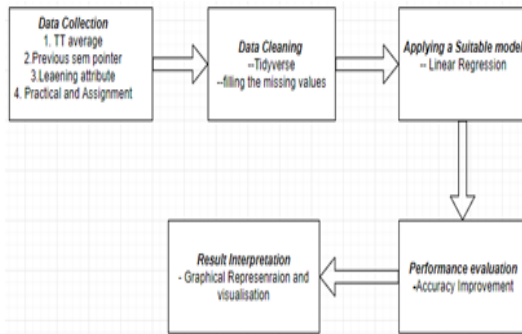 Data Collection
1. TT average
2.Previous sem pointer
3.Leaening attribute
4. Practical and Assignment
Data Cleaning
--Tidyverse
--filling the missing values
Applying a Suitable model
-- Linear Regression
Performance evaluation
-Accuracy Improvement
Result Interpretation
- Graphical Represenraion and
visualisation